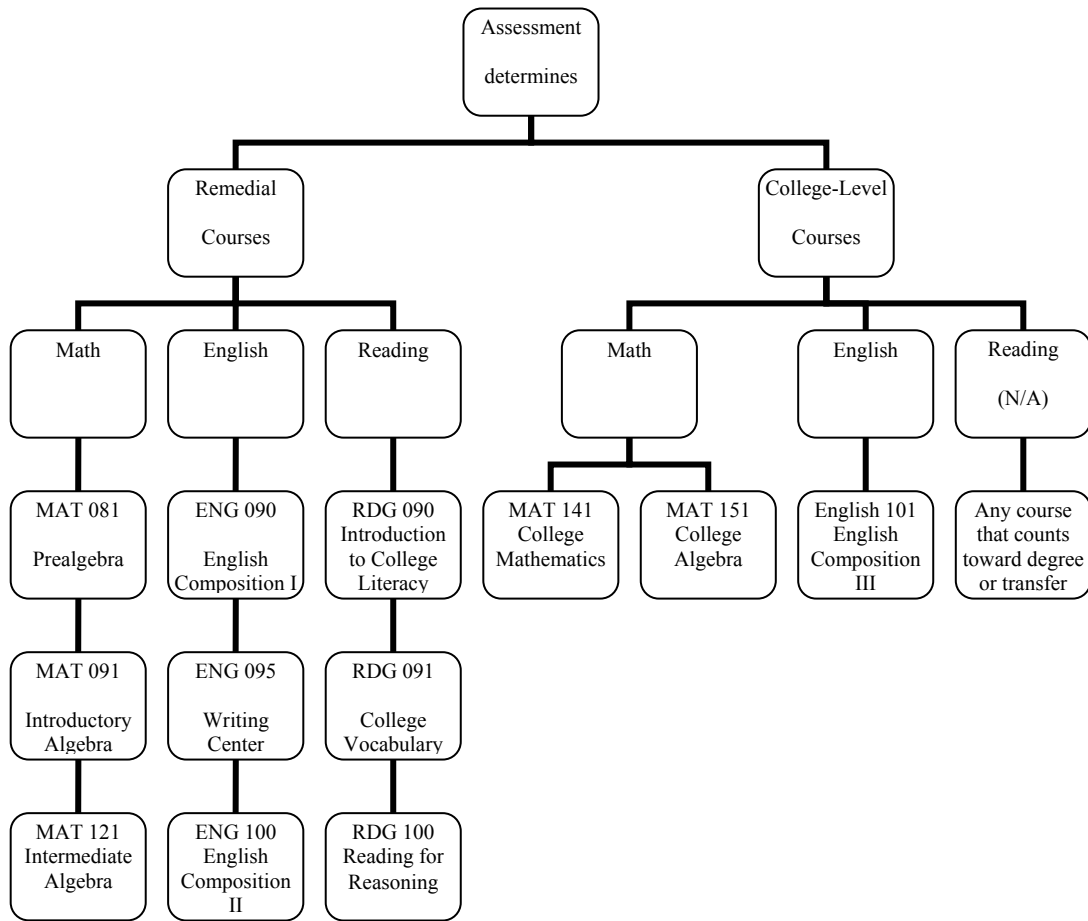 Assessment
determines
Remedial
Courses
College-Level
Courses
Math
English
Reading
Math
English
Reading
(N/A)
MAT 081
Prealgebra
ENG 090
English
Composition I
RDG 090
Introduction
to College
Literacy
MAT 141
College
Mathematics
MAT 151
College
Algebra
English 101
English
Composition
III
Any course
that counts
toward degree
or transfer
MAT 091
Introductory
Algebra
ENG 095
Writing
Center
RDG 091
College
Vocabulary
MAT 121
Intermediate
Algebra
ENG 100
English
Composition
II
RDG 100
Reading for
Reasoning